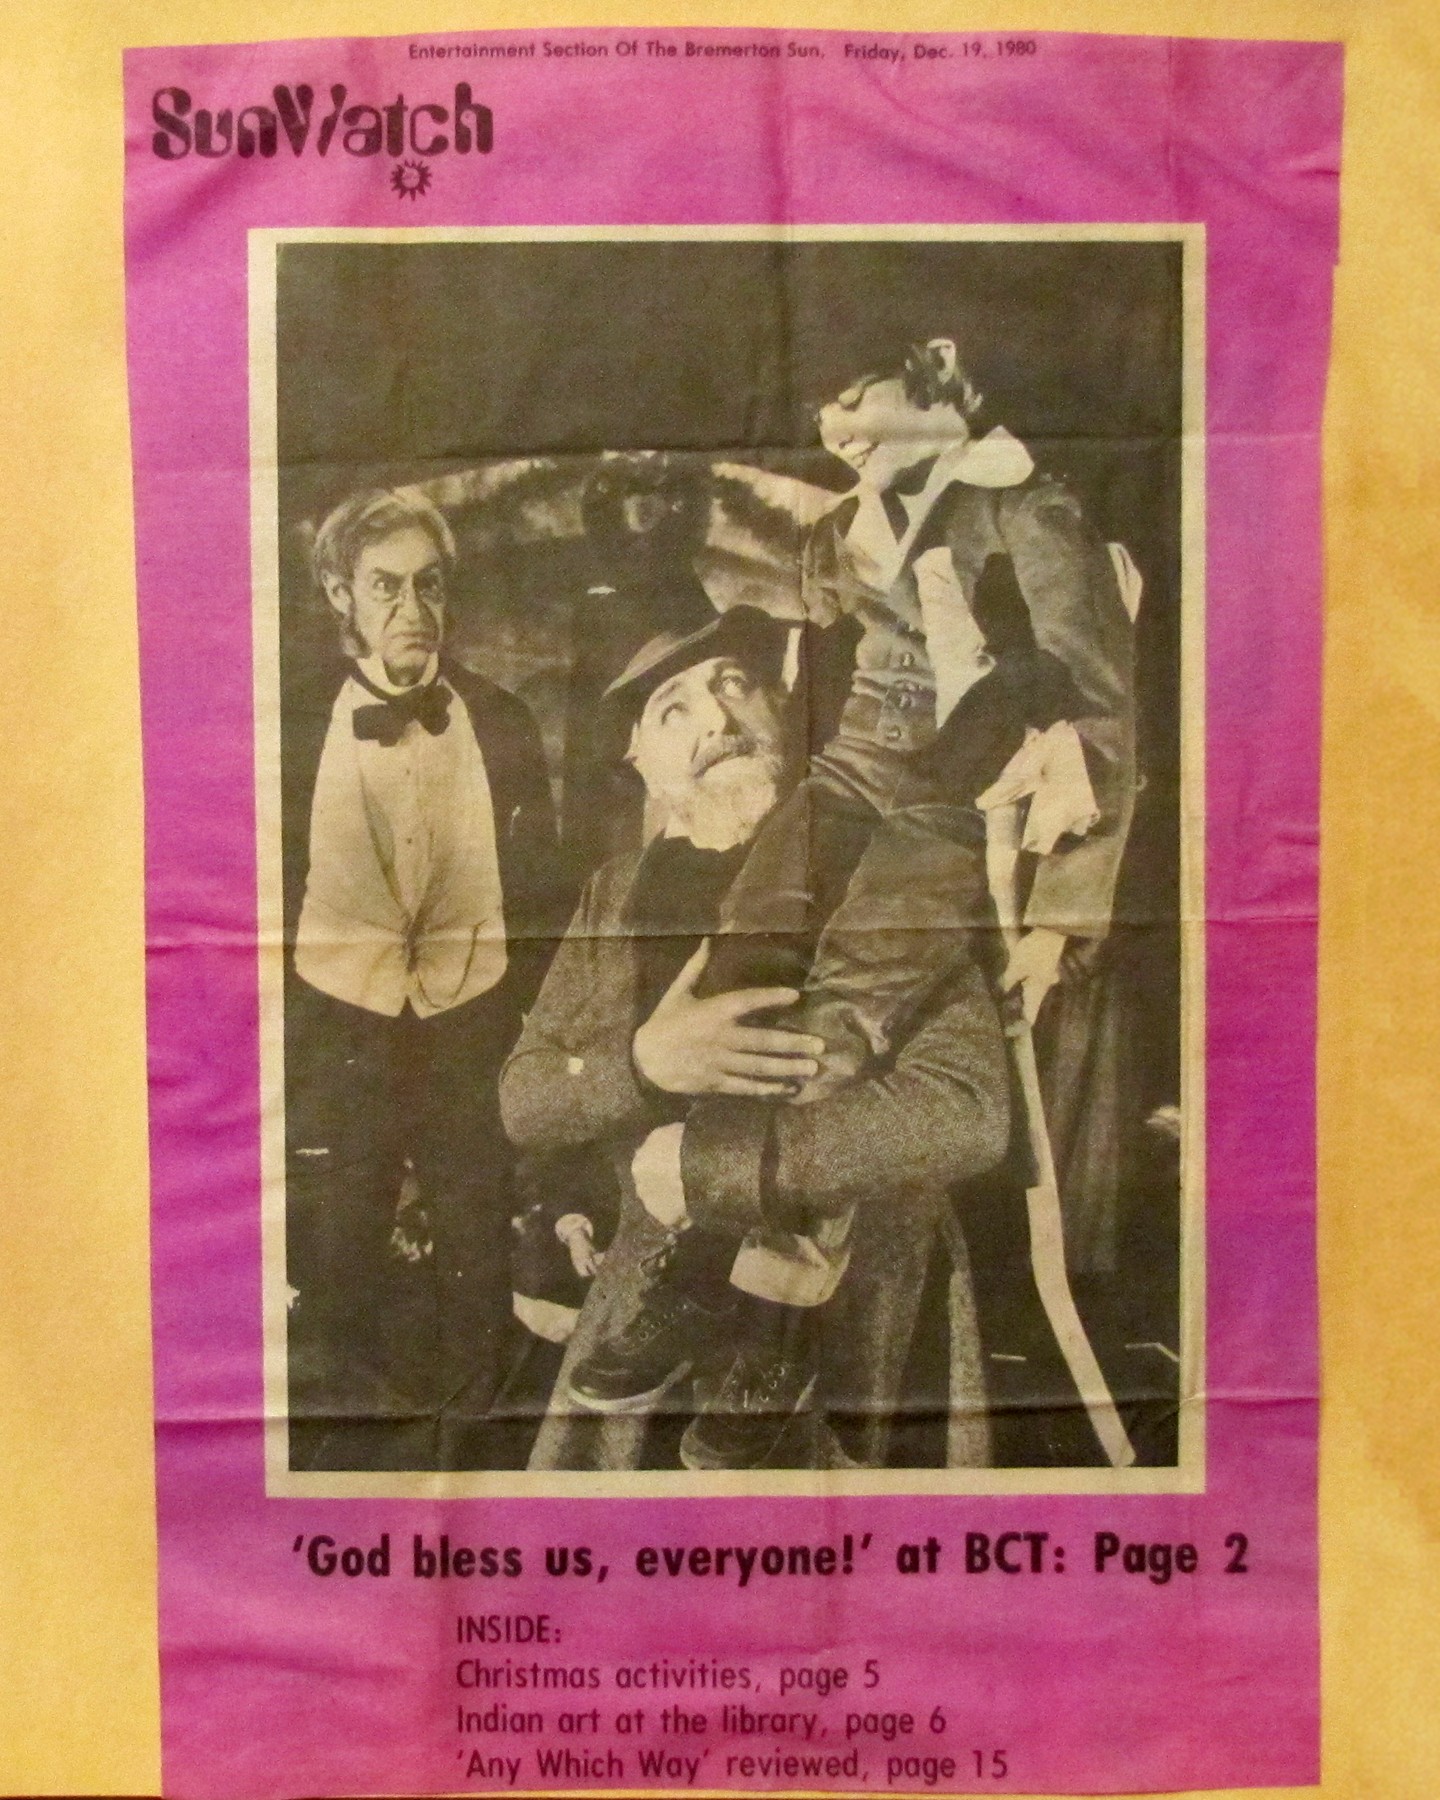 Entertainment Section Of The Bremerton Sun, Friday, Dec. 19, 1980
SunWatch
'God bless us, everyone!' at BCT: Page 2
INSIDE:
Christmas activities, page 5
Indian art at the library, page 6
'Any Which Way' reviewed, page 15